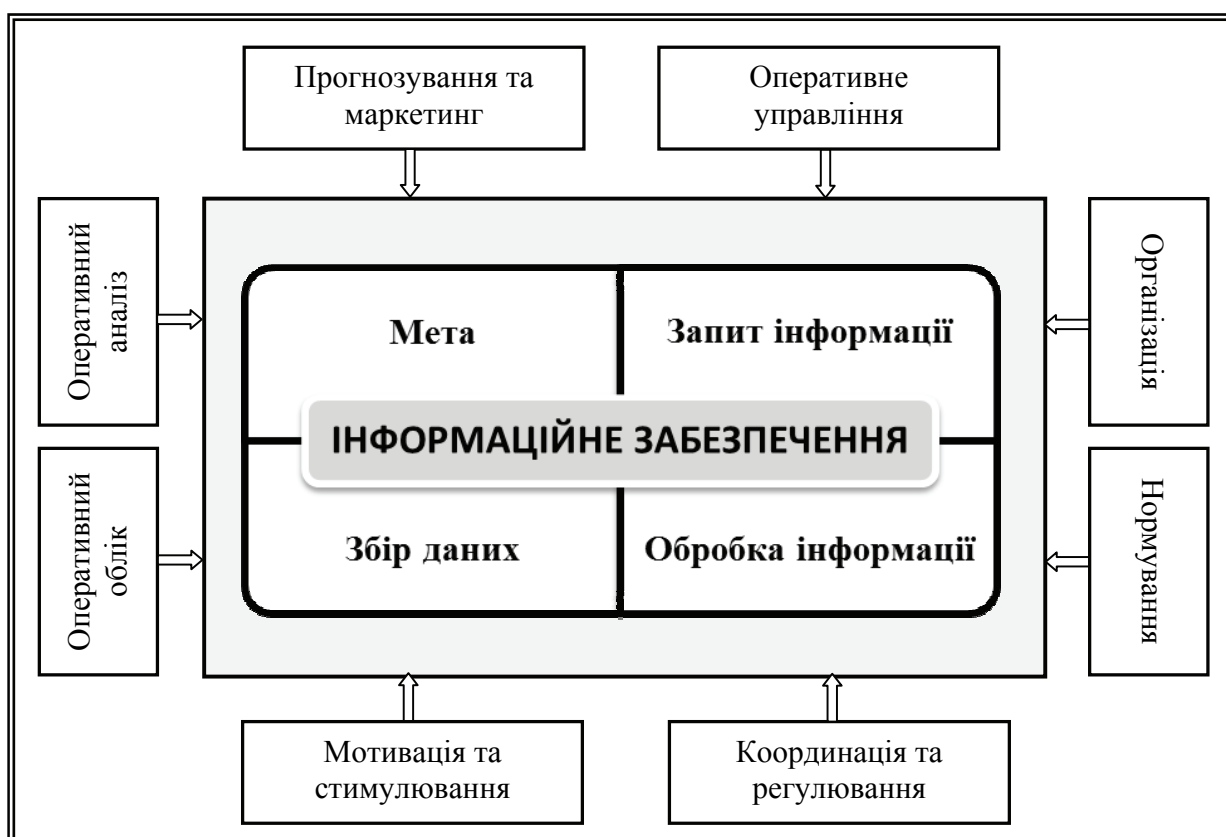 Прогнозування та
маркетинг
Оперативне
управління
Оперативний
аналіз
Мета
Запит інформації
Організація
ІНФОРМАЦІЙНЕ ЗАБЕЗПЕЧЕННЯ
Оперативний
облік
Збір даних
Обробка інформації
Нормування
Мотивація та
стимулювання
Координація та
регулювання